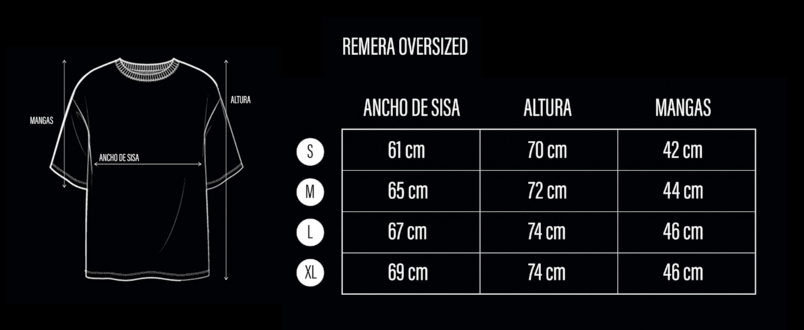 REMERA OVERSIZED
MANGAS
ANCHO DE SISA
ALTURA
ANCHO DE SISA ALTURA MANGAS
S 61 cm 70 cm 42 cm
M 65 cm 72 cm 44 cm
L 67 cm 74 cm 46 cm
XL 69 cm 74 cm 46 cm